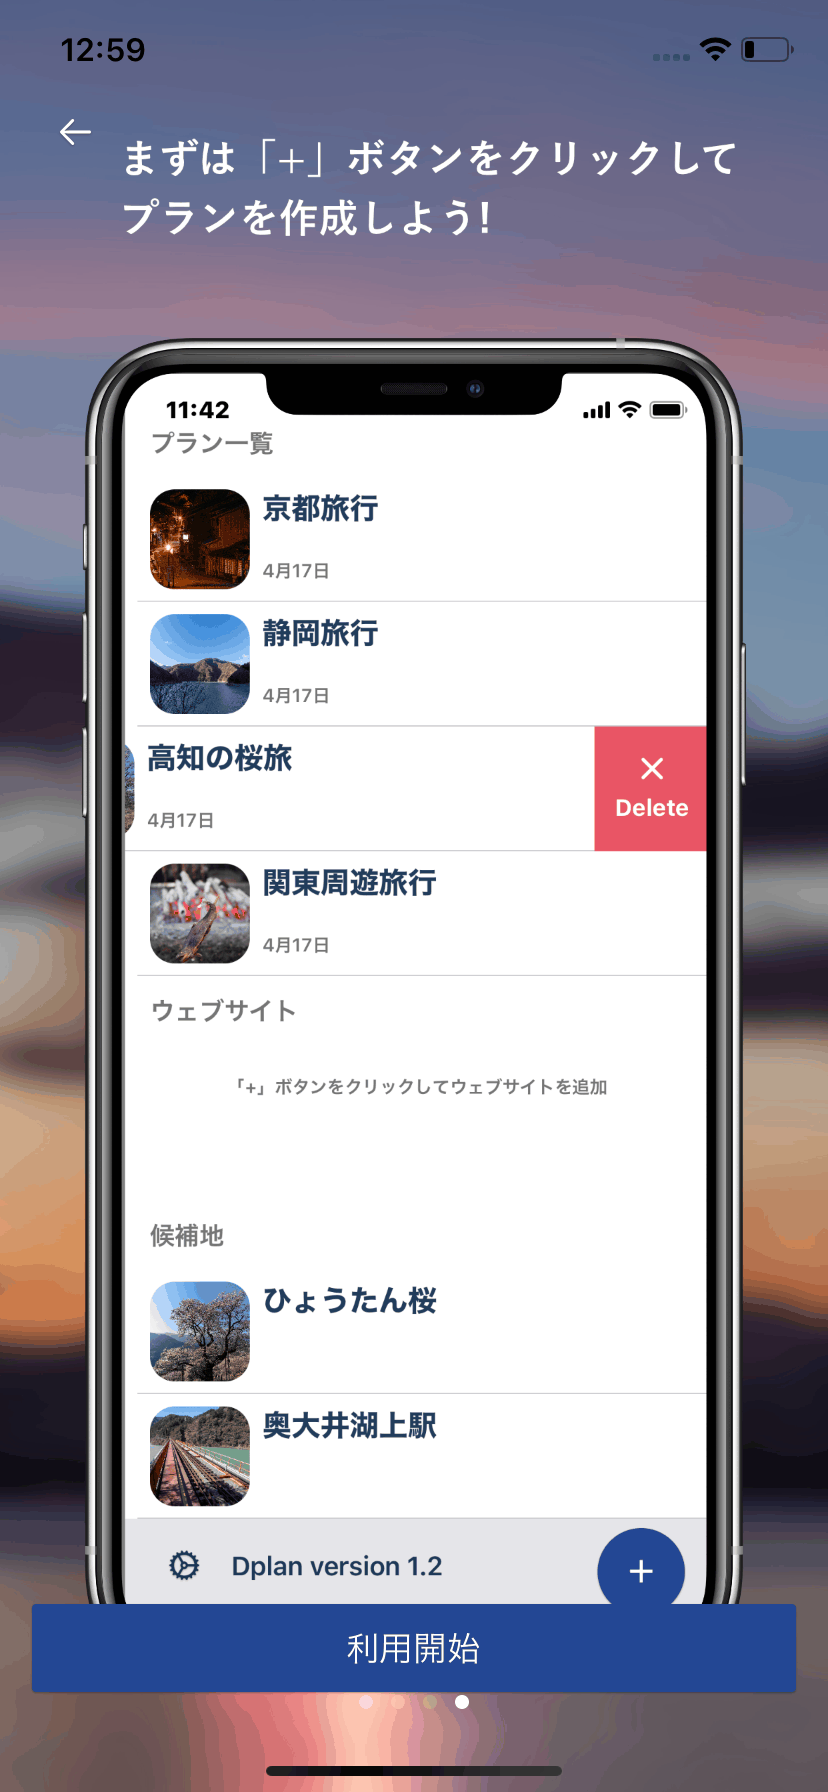 12:59
まずは「+」ボタンをクリックして
プランを作成しよう!
11:42
プラン一覧
京都旅行
4月17日
静岡旅行
4月17日
高知の桜旅
4月17日
Delete
関東周遊旅行
4月17日
ウェブサイト
「+」ボタンをクリックしてウェブサイトを追加
候補地
ひょうたん桜
奥大井湖上駅
Dplan version 1.2
+
利用開始